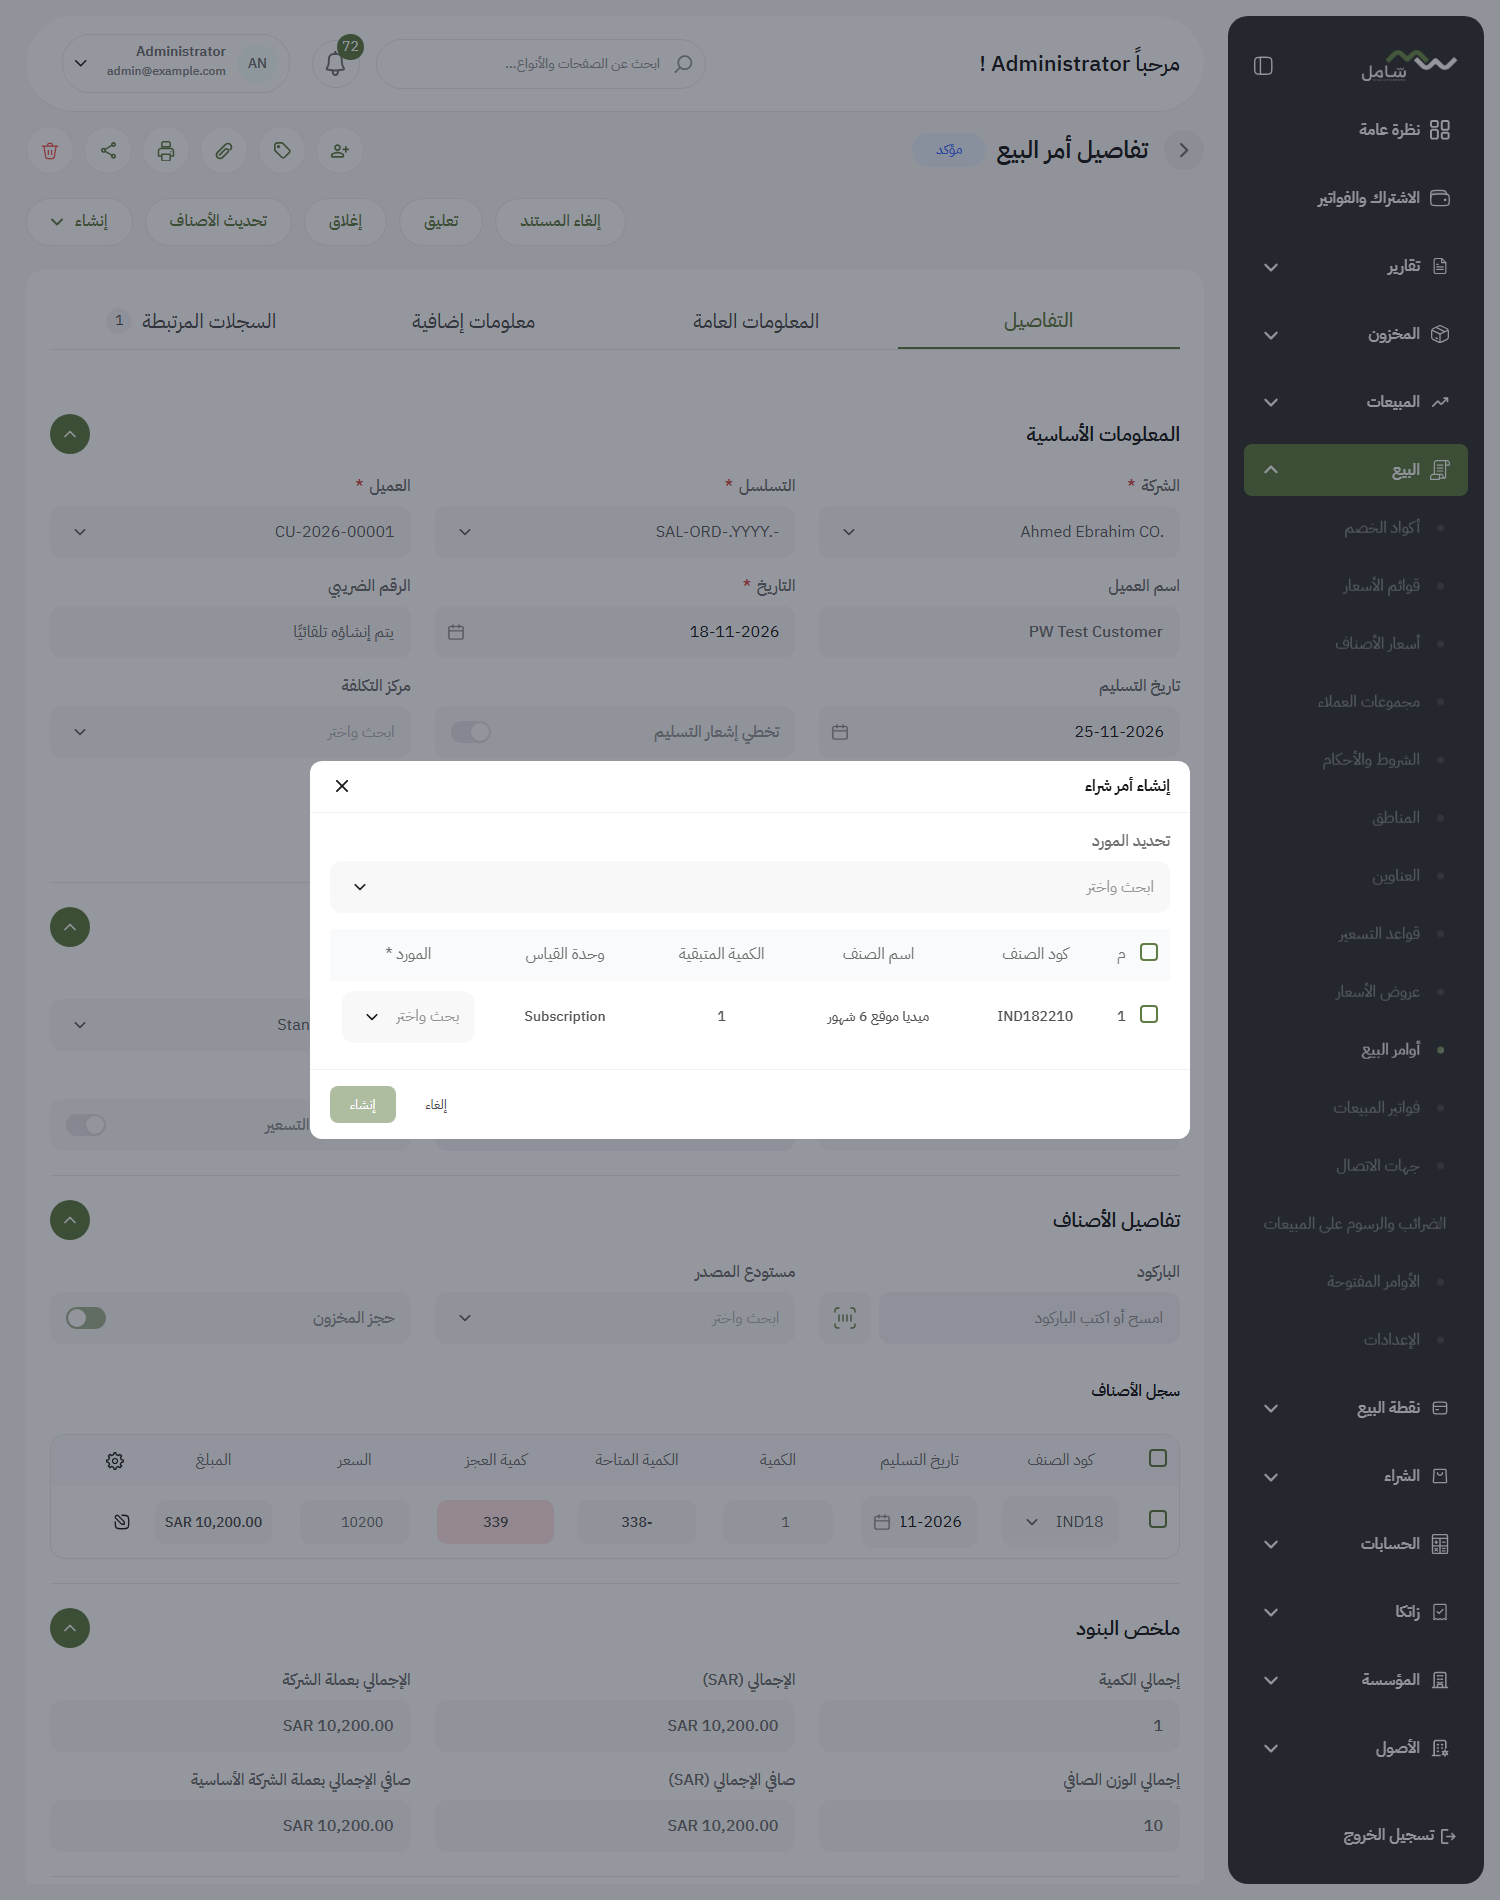 شامل
نظرة عامة
الاشتراك والفواتير
تقارير
المخزون
المبيعات
البيع
أكواد الخصم
قوائم الأسعار
أسعار الأصناف
مجموعات العملاء
الشروط والأحكام
المناطق
العناوين
قواعد التسعير
عروض الأسعار
أوامر البيع
فواتير المبيعات
جهات الاتصال
الضرائب والرسوم على المبيعات
الأوامر المفتوحة
الإعدادات
نقطة البيع
الشراء
الحسابات
زاتكا
المؤسسة
الأصول
تسجيل الخروج
مرحباً Administrator !
ابحث عن الصفحات والأنواع...
72
AN
Administrator
admin@example.com
تفاصيل أمر البيع
مؤكد
إلغاء المستند
تعليق
إغلاق
تحديث الأصناف
إنشاء
التفاصيل
المعلومات العامة
معلومات إضافية
السجلات المرتبطة 1
المعلومات الأساسية
الشركة *
التسلسل *
العميل *
Ahmed Ebrahim CO.
SAL-ORD-.YYYY.-
CU-2026-00001
اسم العميل
التاريخ *
الرقم الضريبي
PW Test Customer
18-11-2026
يتم إنشاؤه تلقائيًا
تاريخ التسليم
مركز التكلفة
25-11-2026
تخطي إشعار التسليم
ابحث واختر
إنشاء أمر شراء
تحديد المورد
ابحث واختر
م
كود الصنف
اسم الصنف
الكمية المتبقية
وحدة القياس
المورد *
1
IND182210
ميديا موقع 6 شهور
1
Subscription
بحث واختر
إلغاء
إنشاء
Stan
التسعير
تفاصيل الأصناف
الباركود
مستودع المصدر
امسح أو اكتب الباركود
ابحث واختر
حجز المخزون
سجل الأصناف
كود الصنف
تاريخ التسليم
الكمية
الكمية المتاحة
كمية العجز
السعر
المبلغ
IND18
11-2026
1
338-
339
10200
SAR 10,200.00
ملخص البنود
إجمالي الكمية
الإجمالي (SAR)
الإجمالي بعملة الشركة
1
SAR 10,200.00
SAR 10,200.00
إجمالي الوزن الصافي
صافي الإجمالي (SAR)
صافي الإجمالي بعملة الشركة الأساسية
10
SAR 10,200.00
SAR 10,200.00